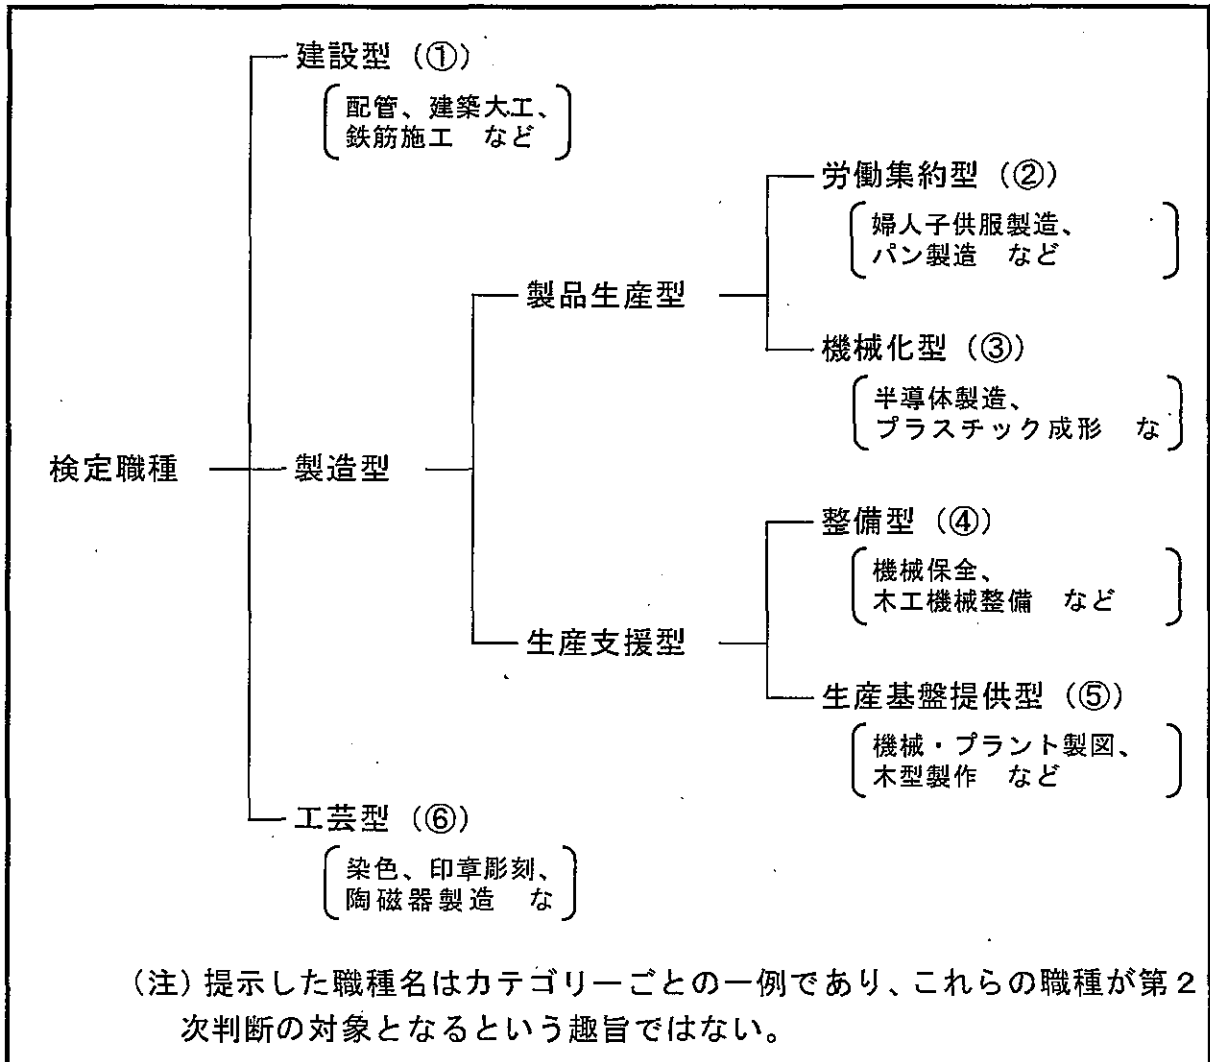 建設型（①）
配管、建築大工、
鉄筋施工　など
労働集約型（②）
婦人子供服製造、
パン製造　など
製品生産型
機械化型（③）
半導体製造、
プラスチック成形　な
検定職種
製造型
整備型（④）
機械保全、
木工機械整備　など
生産支援型
生産基盤提供型（⑤）
機械・プラント製図、
木型製作　など
工芸型（⑥）
染色、印章彫刻、
陶磁器製造　な
（注）提示した職種名はカテゴリーごとの一例であり、これらの職種が第２
次判断の対象となるという趣旨ではない。